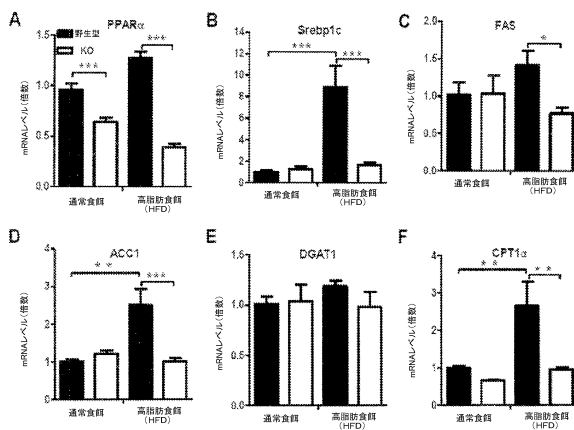 A
PPARα
野生型
KO
***
***
mRNAレベル(倍数)
1.5
1.0
0.5
0.0
通常食餌
高脂肪食餌
(HFD)
B
Srebp1c
***
***
mRNAレベル(倍数)
14
12
10
8
6
4
2
0
通常食餌
高脂肪食餌
(HFD)
C
FAS
*
mRNAレベル(倍数)
2.0
1.5
1.0
0.5
0.0
通常食餌
高脂肪食餌
(HFD)
D
ACC1
**
***
mRNAレベル(倍数)
4
3
2
1
0
通常食餌
高脂肪食餌
(HFD)
E
DGAT1
mRNAレベル(倍数)
1.5
1.0
0.5
0.0
通常食餌
高脂肪食餌
(HFD)
F
CPT1α
**
**
mRNAレベル(倍数)
4
3
2
1
0
通常食餌
高脂肪食餌
(HFD)